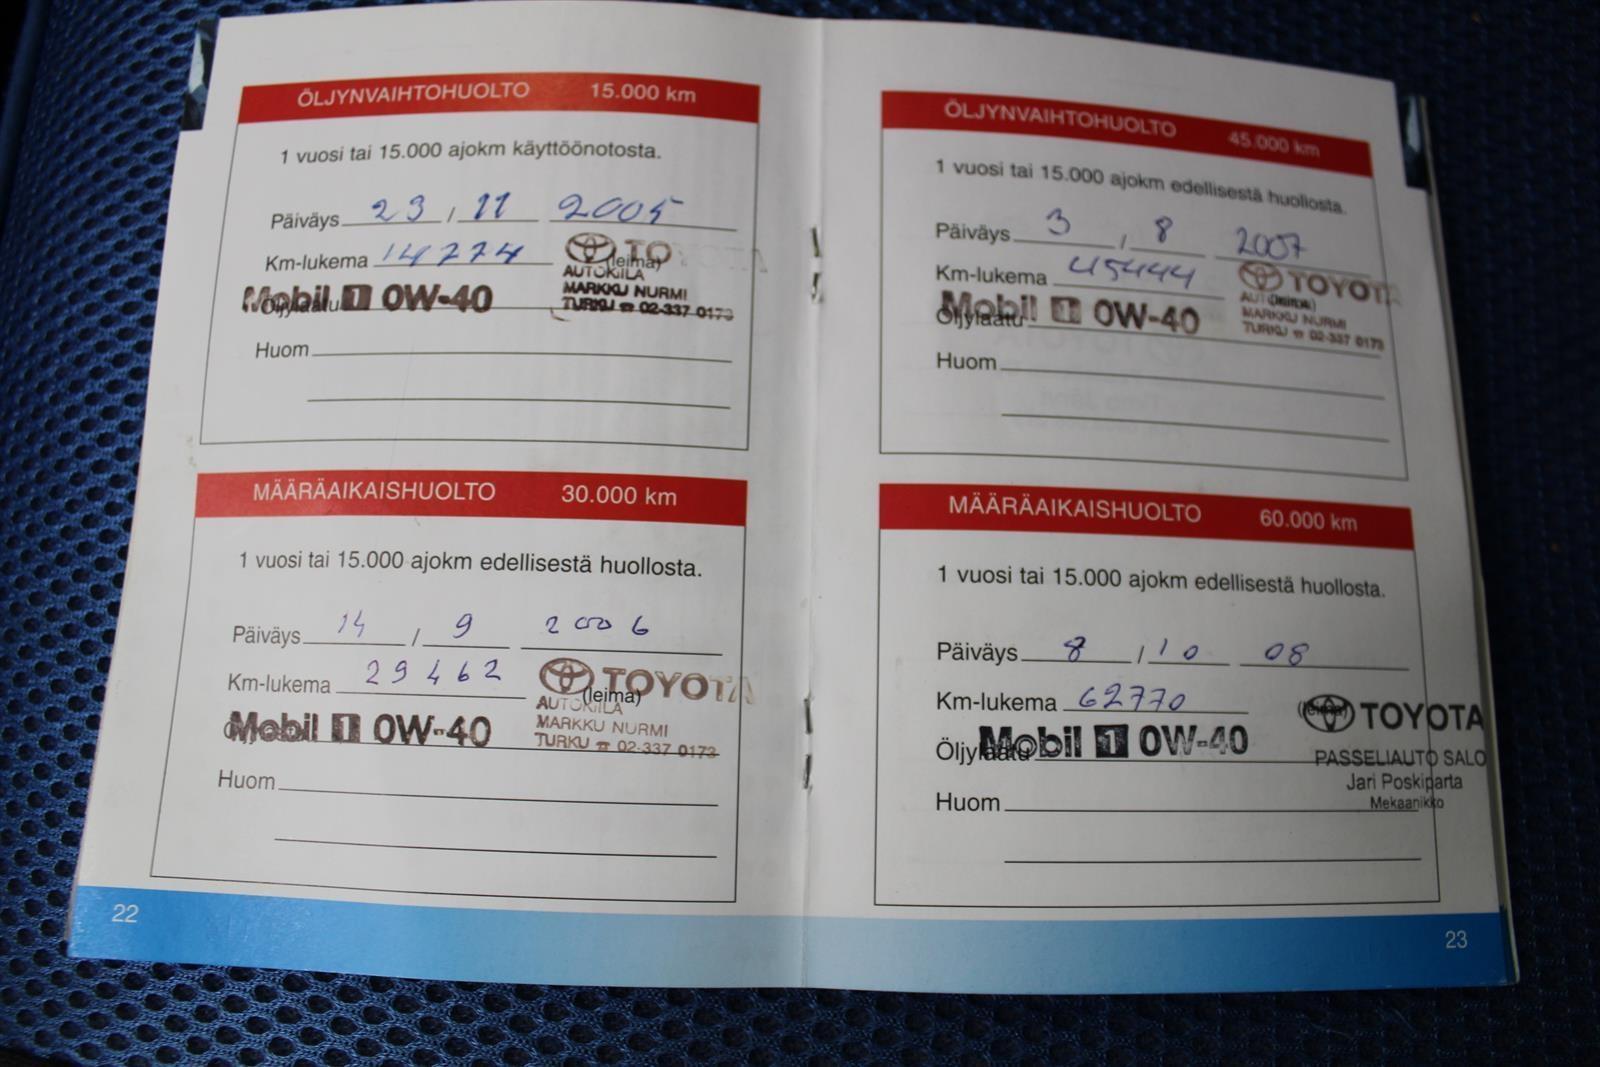 ÖLJYNVAIHTOHUOLTO 15.000 km
1 vuosi tai 15.000 ajokm käyttöönotosta.
Päiväys 23 / 11 2005
Km-lukema 14774 (leima)
TOYO
AUTOKIILA
MARKKU NURMI
TURKU ☎ 02-337 0173
Öljylaatu Mobil 1 0W-40
Huom
MÄÄRÄAIKAISHUOLTO 30.000 km
1 vuosi tai 15.000 ajokm edellisestä huollosta.
Päiväys 14 / 9 2006
Km-lukema 29462 (leima)
TOYOTA
AUTOKIILA
MARKKU NURMI
TURKU ☎ 02-337 0173
Mobil 1 0W-40
Huom
22
ÖLJYNVAIHTOHUOLTO 45.000 km
1 vuosi tai 15.000 ajokm edellisestä huollosta.
Päiväys 3 / 8 2007
Km-lukema 45444 (leima)
TOYOTA
MARKKU NURMI
TURKU ☎ 02-337 0173
Öljylaatu Mobil 1 0W-40
Huom
MÄÄRÄAIKAISHUOLTO 60.000 km
1 vuosi tai 15.000 ajokm edellisestä huollosta.
Päiväys 8 / 10 08
Km-lukema 62770 (leima)
TOYOTA
PASSELIAUTO SALO
Jari Poskiparta
Mekaanikko
Öljylaatu Mobil 1 0W-40
Huom
23